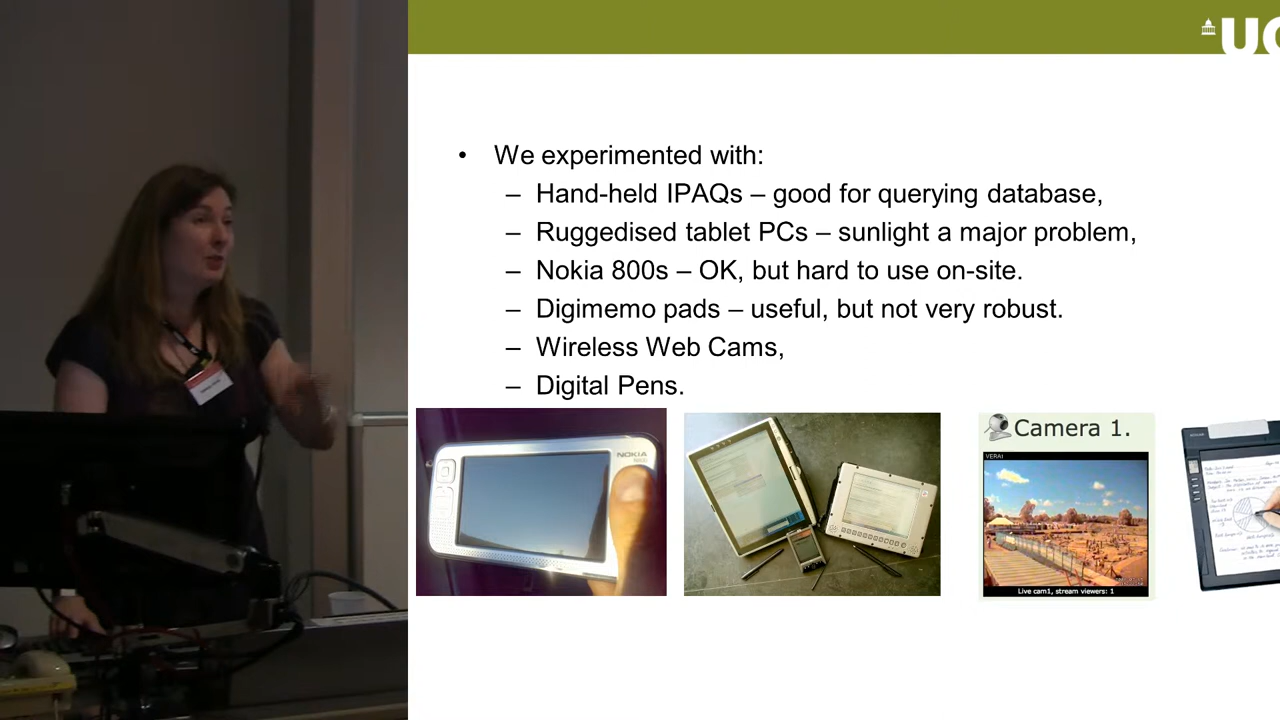 UC
• We experimented with:
– Hand-held IPAQs – good for querying database,
– Ruggedised tablet PCs – sunlight a major problem,
– Nokia 800s – OK, but hard to use on-site.
– Digimemo pads – useful, but not very robust.
– Wireless Web Cams,
– Digital Pens.
NOKIA
Camera 1.
VERA1
Live cam1, stream viewers: 1